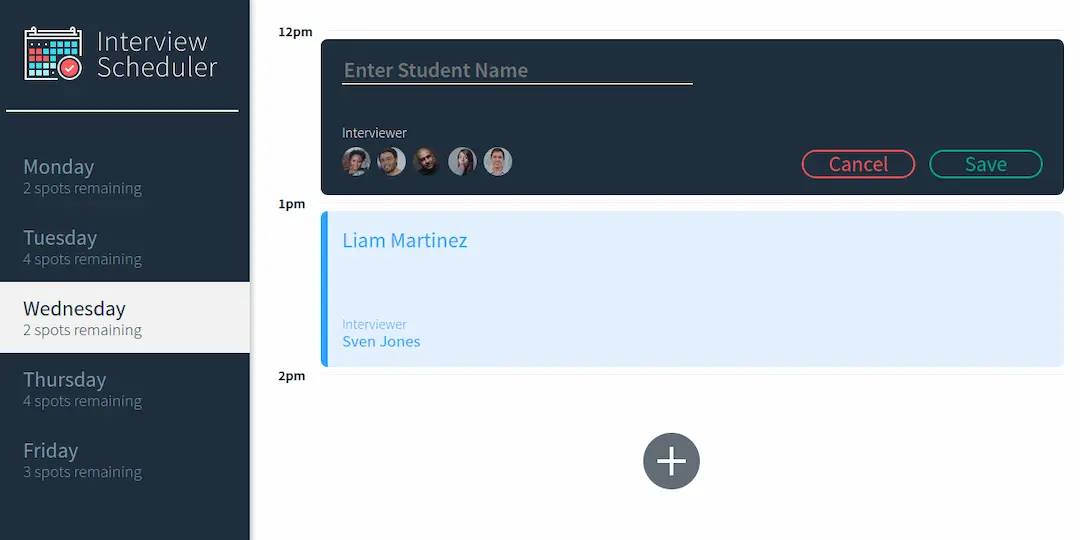 Interview
Scheduler
Monday
2 spots remaining
Tuesday
4 spots remaining
Wednesday
2 spots remaining
Thursday
4 spots remaining
Friday
3 spots remaining
12pm
Enter Student Name
Interviewer
Cancel
Save
1pm
Liam Martinez
Interviewer
Sven Jones
2pm